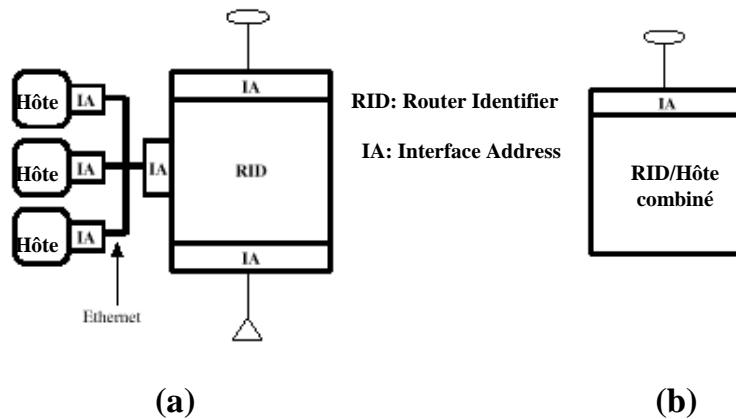 IA
Hôte
IA
Hôte
IA
Hôte
IA
IA
RID
IA
Ethernet
RID: Router Identifier
IA: Interface Address
IA
RID/Hôte
combiné
(a)
(b)